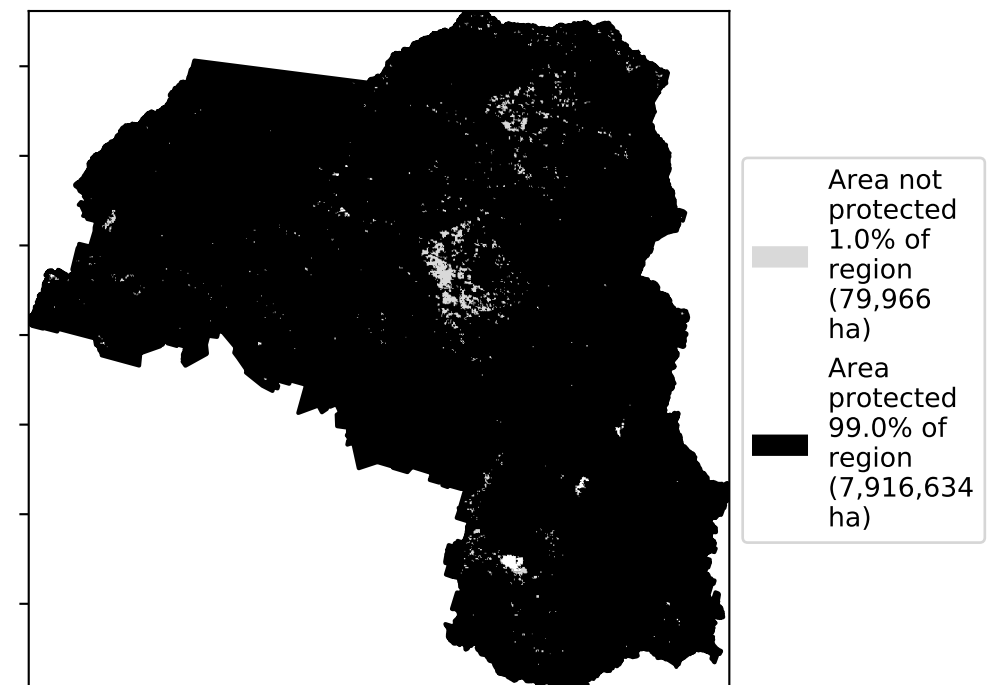 Area not
protected
1.0% of
region
(79,966
ha)
Area
protected
99.0% of
region
(7,916,634
ha)